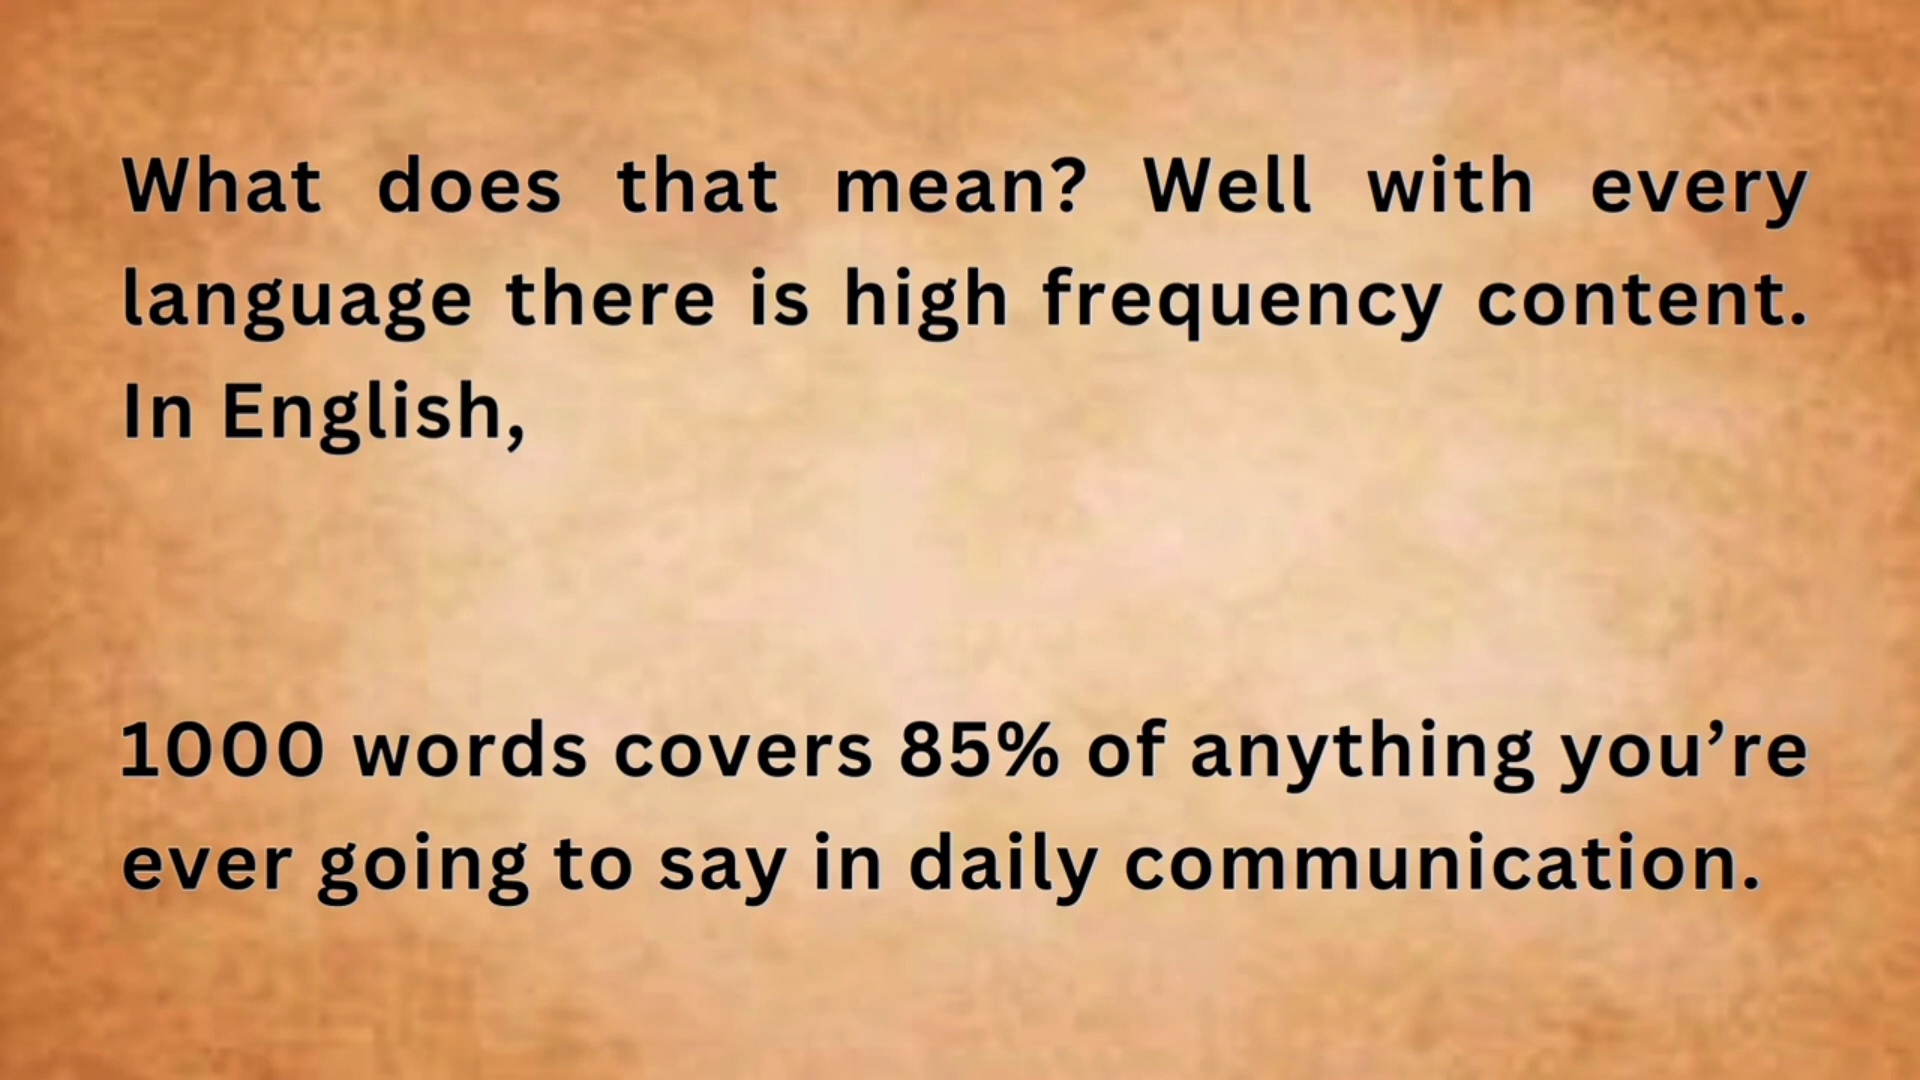 What does that mean? Well with every
language there is high frequency content.
In English,
1000 words covers 85% of anything you’re
ever going to say in daily communication.